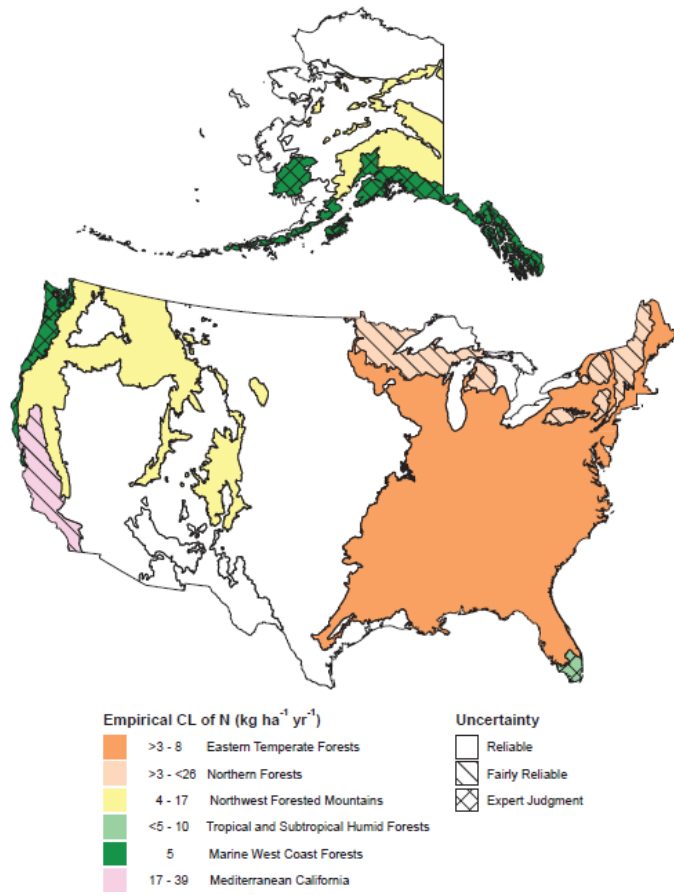 Empirical CL of N (kg ha⁻¹ yr⁻¹)
>3 - 8 Eastern Temperate Forests
>3 - <26 Northern Forests
4 - 17 Northwest Forested Mountains
<5 - 10 Tropical and Subtropical Humid Forests
5 Marine West Coast Forests
17 - 39 Mediterranean California
Uncertainty
Reliable
Fairly Reliable
Expert Judgment